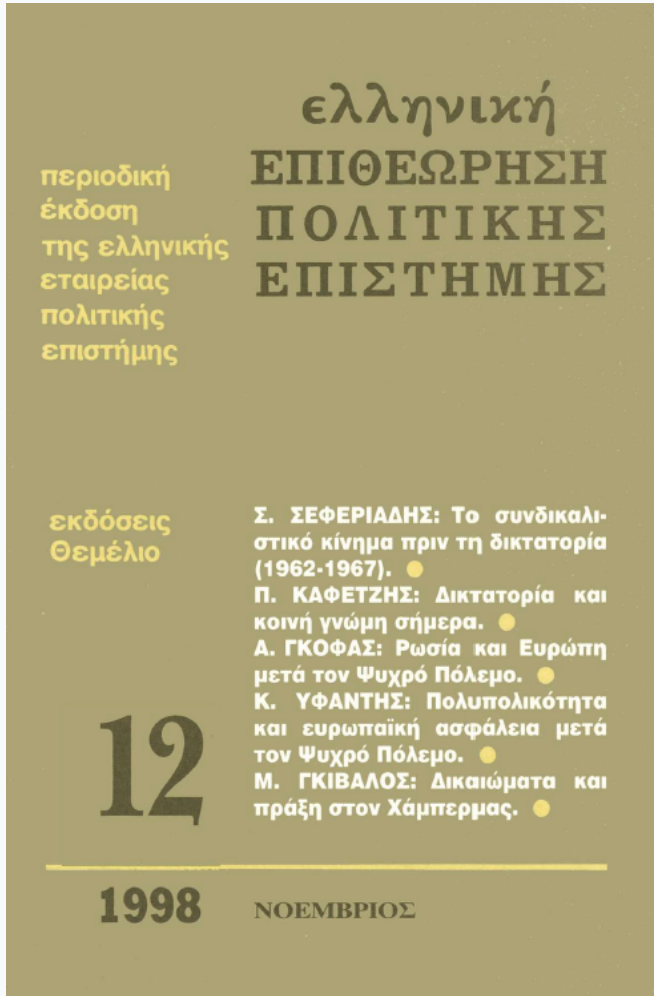 ελληνική
ΕΠΙΘΕΩΡΗΣΗ
ΠΟΛΙΤΙΚΗΣ
ΕΠΙΣΤΗΜΗΣ
περιοδική
έκδοση
της ελληνικής
εταιρείας
πολιτικής
επιστήμης
εκδόσεις
Θεμέλιο
Σ. ΣΕΦΕΡΙΑΔΗΣ: Το συνδικαλι-
στικό κίνημα πριν τη δικτατορία
(1962-1967).
Π. ΚΑΦΕΤΖΗΣ: Δικτατορία και
κοινή γνώμη σήμερα.
Α. ΓΚΟΦΑΣ: Ρωσία και Ευρώπη
μετά τον Ψυχρό Πόλεμο.
Κ. ΥΦΑΝΤΗΣ: Πολυπολικότητα
και ευρωπαϊκή ασφάλεια μετά
τον Ψυχρό Πόλεμο.
Μ. ΓΚΙΒΑΛΟΣ: Δικαιώματα και
πράξη στον Χάμπερμας.
12
1998 ΝΟΕΜΒΡΙΟΣ